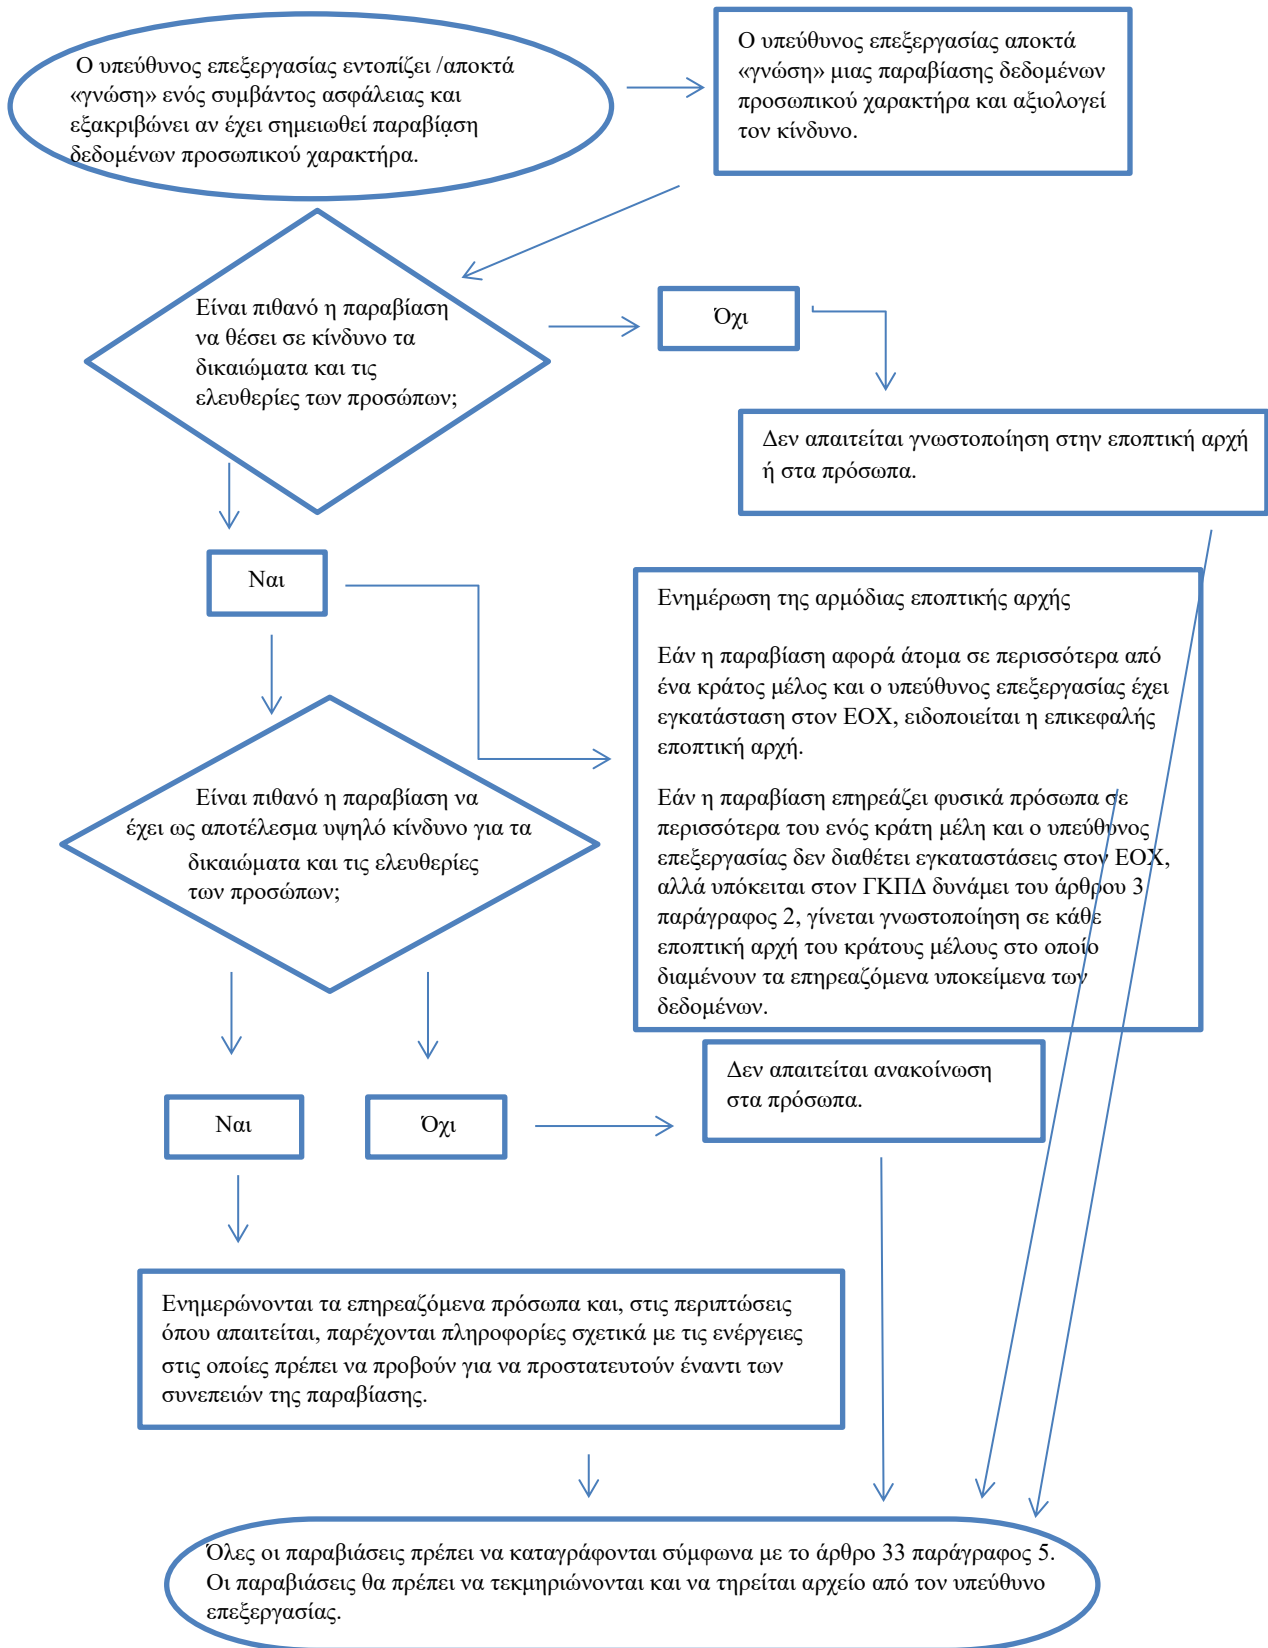 Ο υπεύθυνος επεξεργασίας εντοπίζει /αποκτά
«γνώση» ενός συμβάντος ασφάλειας και
εξακριβώνει αν έχει σημειωθεί παραβίαση
δεδομένων προσωπικού χαρακτήρα.
Ο υπεύθυνος επεξεργασίας αποκτά
«γνώση» μιας παραβίασης δεδομένων
προσωπικού χαρακτήρα και αξιολογεί
τον κίνδυνο.
Είναι πιθανό η παραβίαση
να θέσει σε κίνδυνο τα
δικαιώματα και τις
ελευθερίες των προσώπων;
Όχι
Δεν απαιτείται γνωστοποίηση στην εποπτική αρχή
ή στα πρόσωπα.
Ναι
Ενημέρωση της αρμόδιας εποπτικής αρχής
Εάν η παραβίαση αφορά άτομα σε περισσότερα από
ένα κράτος μέλος και ο υπεύθυνος επεξεργασίας έχει
εγκατάσταση στον ΕΟΧ, ειδοποιείται η επικεφαλής
εποπτική αρχή.
Εάν η παραβίαση επηρεάζει φυσικά πρόσωπα σε
περισσότερα του ενός κράτη μέλη και ο υπεύθυνος
επεξεργασίας δεν διαθέτει εγκαταστάσεις στον ΕΟΧ,
αλλά υπόκειται στον ΓΚΠΔ δυνάμει του άρθρου 3
παράγραφος 2, γίνεται γνωστοποίηση σε κάθε
εποπτική αρχή του κράτους μέλους στο οποίο
διαμένουν τα επηρεαζόμενα υποκείμενα των
δεδομένων.
Είναι πιθανό η παραβίαση να
έχει ως αποτέλεσμα υψηλό κίνδυνο για τα
δικαιώματα και τις ελευθερίες
των προσώπων;
Ναι
Όχι
Δεν απαιτείται ανακοίνωση
στα πρόσωπα.
Ενημερώνονται τα επηρεαζόμενα πρόσωπα και, στις περιπτώσεις
όπου απαιτείται, παρέχονται πληροφορίες σχετικά με τις ενέργειες
στις οποίες πρέπει να προβούν για να προστατευτούν έναντι των
συνεπειών της παραβίασης.
Όλες οι παραβιάσεις πρέπει να καταγράφονται σύμφωνα με το άρθρο 33 παράγραφος 5.
Οι παραβιάσεις θα πρέπει να τεκμηριώνονται και να τηρείται αρχείο από τον υπεύθυνο
επεξεργασίας.